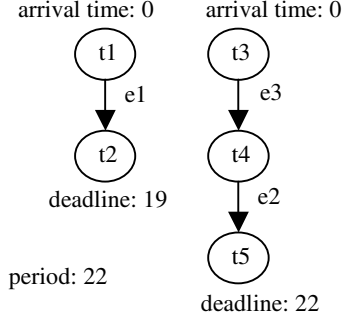 arrival time: 0
arrival time: 0
t1
t3
e1
e3
t2
t4
deadline: 19
e2
t5
period: 22
deadline: 22